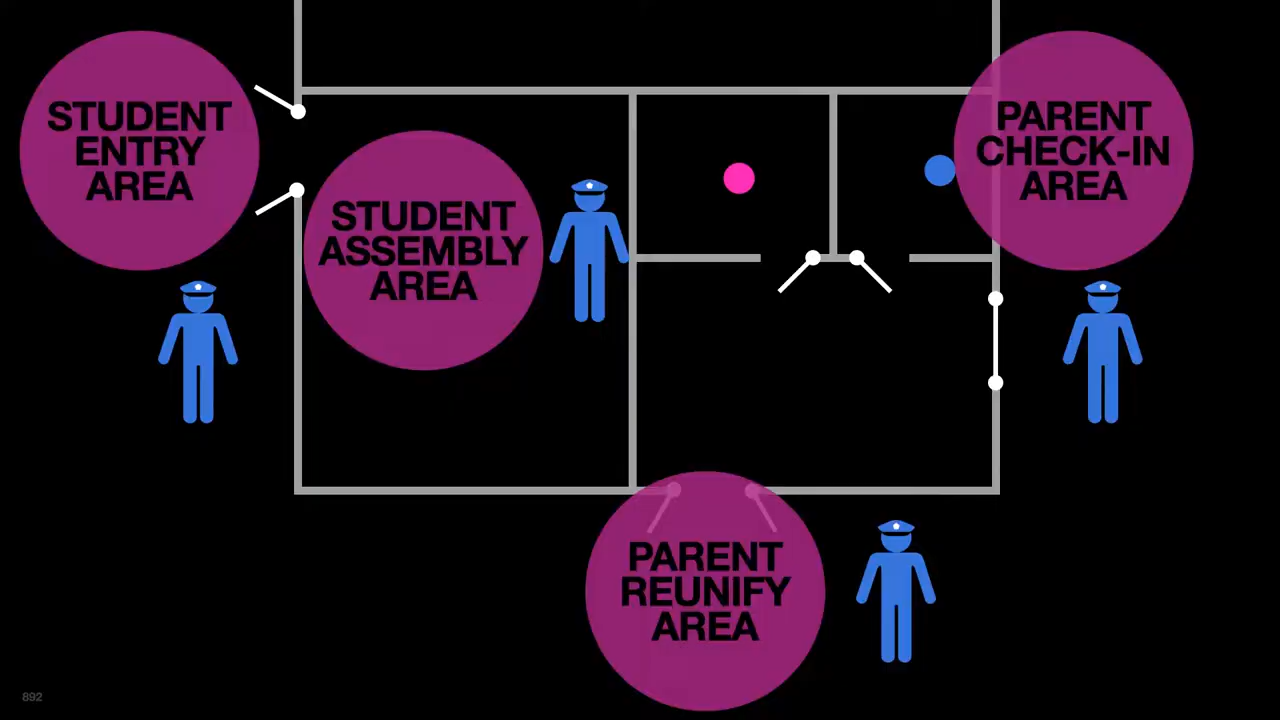 STUDENT
ENTRY
AREA
STUDENT
ASSEMBLY
AREA
PARENT
CHECK-IN
AREA
PARENT
REUNIFY
AREA
892